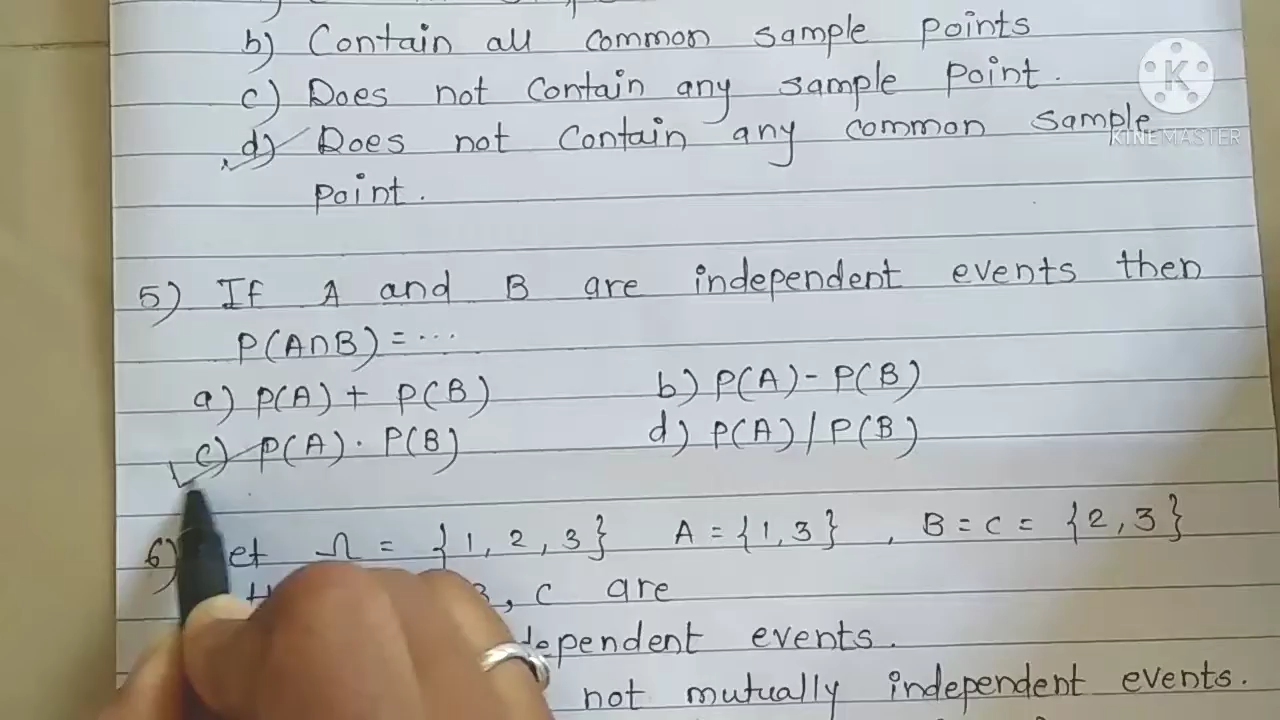 b) Contain all common sample points
c) Does not contain any sample point.
d) Does not contain any common sample
point.
KINEMASTER
5) If A and B are independent events then
P(A∩B) = ...
a) P(A) + P(B) b) P(A) - P(B)
c) P(A) . P(B) d) P(A) / P(B)
6) et Ω = {1, 2, 3} A = {1, 3} , B = C = {2, 3}
, C are
dependent events.
not mutually independent events.